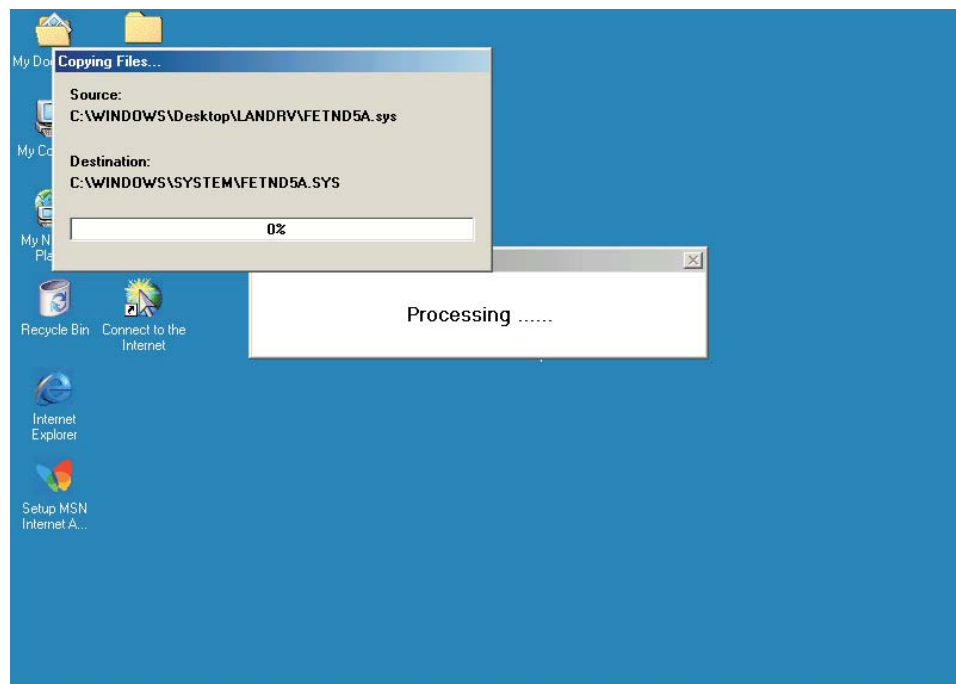 My Do
Copying Files...
Source:
C:\WINDOWS\Desktop\LANDRV\FETND5A.sys
Destination:
C:\WINDOWS\SYSTEM\FETND5A.SYS
0%
My Co
My N
Pla
Processing ......
Recycle Bin
Connect to the
Internet
Internet
Explorer
Setup MSN
Internet A...